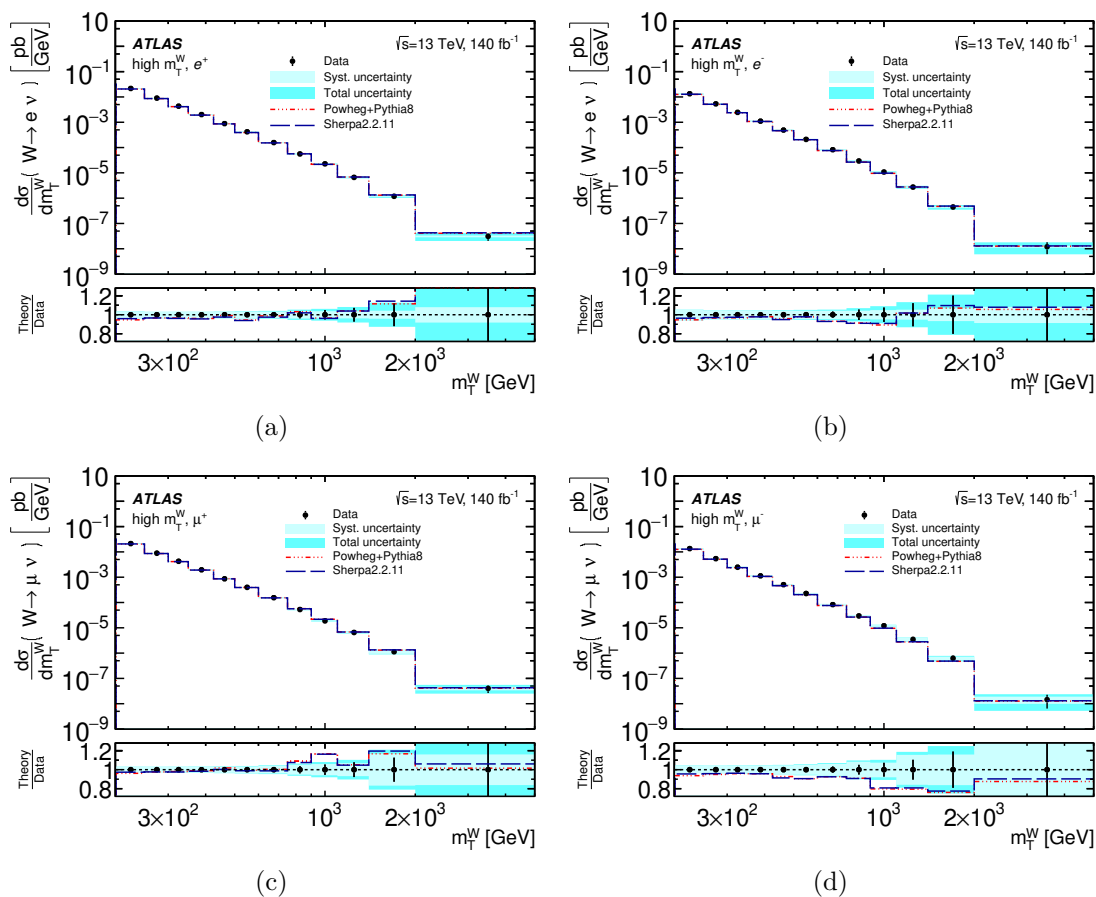 dσ/dm_T^W (W→ e ν) [pb/GeV]
10
10⁻¹
10⁻³
10⁻⁵
10⁻⁷
10⁻⁹
ATLAS
√s=13 TeV, 140 fb⁻¹
high m_T^W, e⁺
Data
Syst. uncertainty
Total uncertainty
Powheg+Pythia8
Sherpa2.2.11
Theory/Data
1.2
1
0.8
3×10²
10³
2×10³
m_T^W [GeV]
(a)
dσ/dm_T^W (W→ e ν) [pb/GeV]
10
10⁻¹
10⁻³
10⁻⁵
10⁻⁷
10⁻⁹
ATLAS
√s=13 TeV, 140 fb⁻¹
high m_T^W, e⁻
Data
Syst. uncertainty
Total uncertainty
Powheg+Pythia8
Sherpa2.2.11
Theory/Data
1.2
1
0.8
3×10²
10³
2×10³
m_T^W [GeV]
(b)
dσ/dm_T^W (W→ μ ν) [pb/GeV]
10
10⁻¹
10⁻³
10⁻⁵
10⁻⁷
10⁻⁹
ATLAS
√s=13 TeV, 140 fb⁻¹
high m_T^W, μ⁺
Data
Syst. uncertainty
Total uncertainty
Powheg+Pythia8
Sherpa2.2.11
Theory/Data
1.2
1
0.8
3×10²
10³
2×10³
m_T^W [GeV]
(c)
dσ/dm_T^W (W→ μ ν) [pb/GeV]
10
10⁻¹
10⁻³
10⁻⁵
10⁻⁷
10⁻⁹
ATLAS
√s=13 TeV, 140 fb⁻¹
high m_T^W, μ⁻
Data
Syst. uncertainty
Total uncertainty
Powheg+Pythia8
Sherpa2.2.11
Theory/Data
1.2
1
0.8
3×10²
10³
2×10³
m_T^W [GeV]
(d)